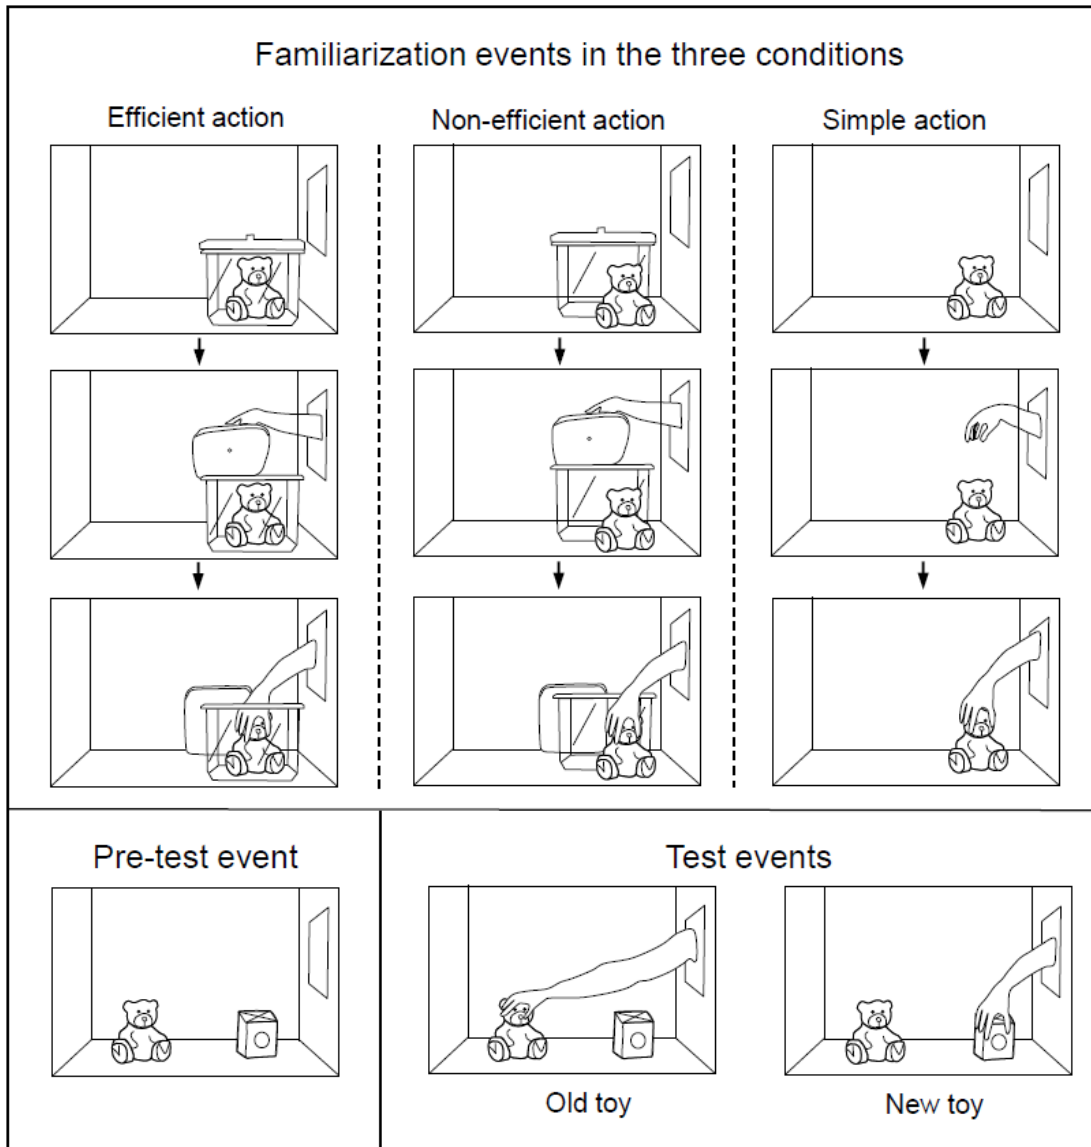 Familiarization events in the three conditions
Efficient action
Non-efficient action
Simple action
Pre-test event
Test events
Old toy
New toy